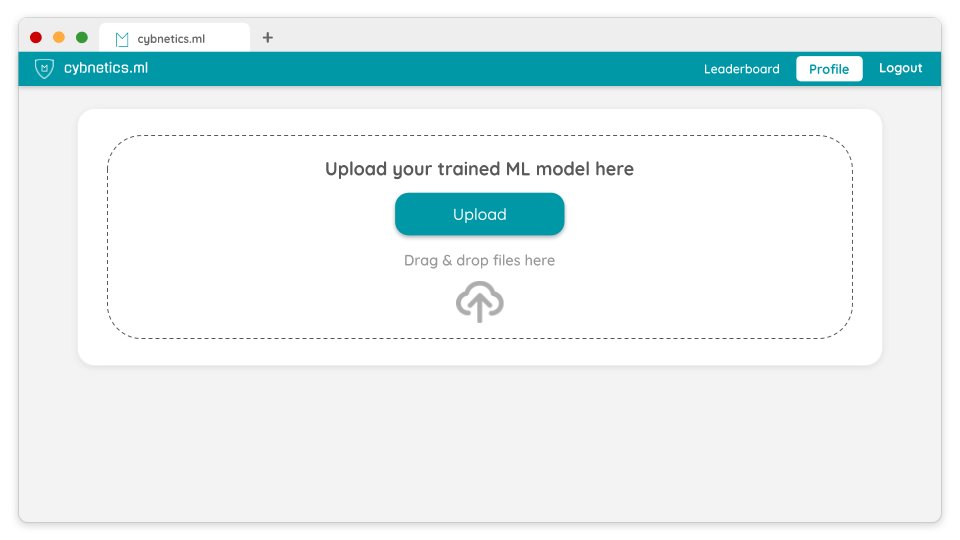 cybnetics.ml
cybnetics.ml
Leaderboard
Profile
Logout
Upload your trained ML model here
Upload
Drag & drop files here